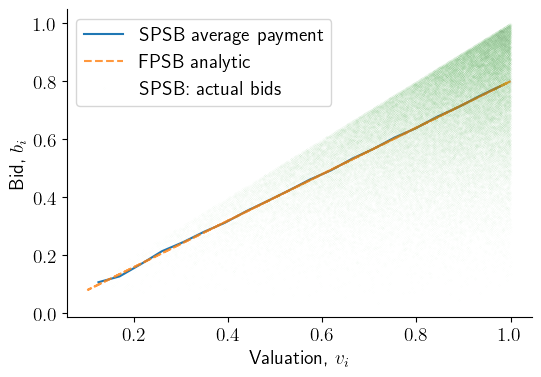 1.0
0.8
0.6
0.4
0.2
0.0
Bid, b_i
SPSB average payment
FPSB analytic
SPSB: actual bids
0.2 0.4 0.6 0.8 1.0
Valuation, v_i